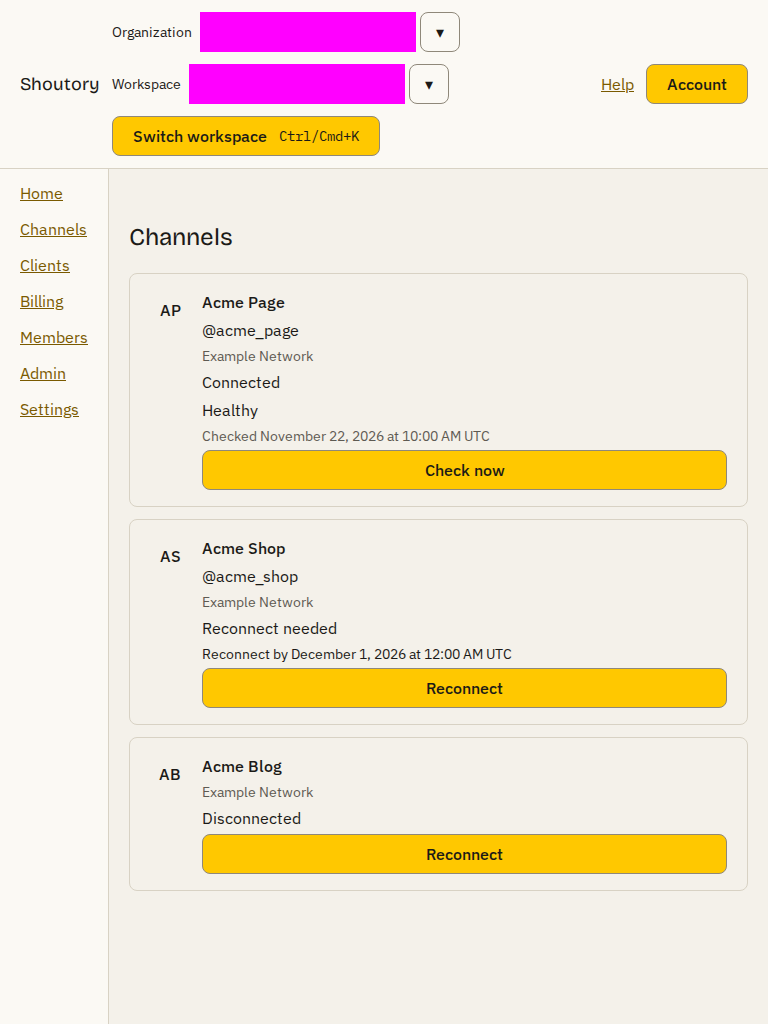 Organization
▼
Shoutory
Workspace
▼
Help
Account
Switch workspace Ctrl/Cmd+K
Home
Channels
Clients
Billing
Members
Admin
Settings
Channels
AP
Acme Page
@acme_page
Example Network
Connected
Healthy
Checked November 22, 2026 at 10:00 AM UTC
Check now
AS
Acme Shop
@acme_shop
Example Network
Reconnect needed
Reconnect by December 1, 2026 at 12:00 AM UTC
Reconnect
AB
Acme Blog
Example Network
Disconnected
Reconnect